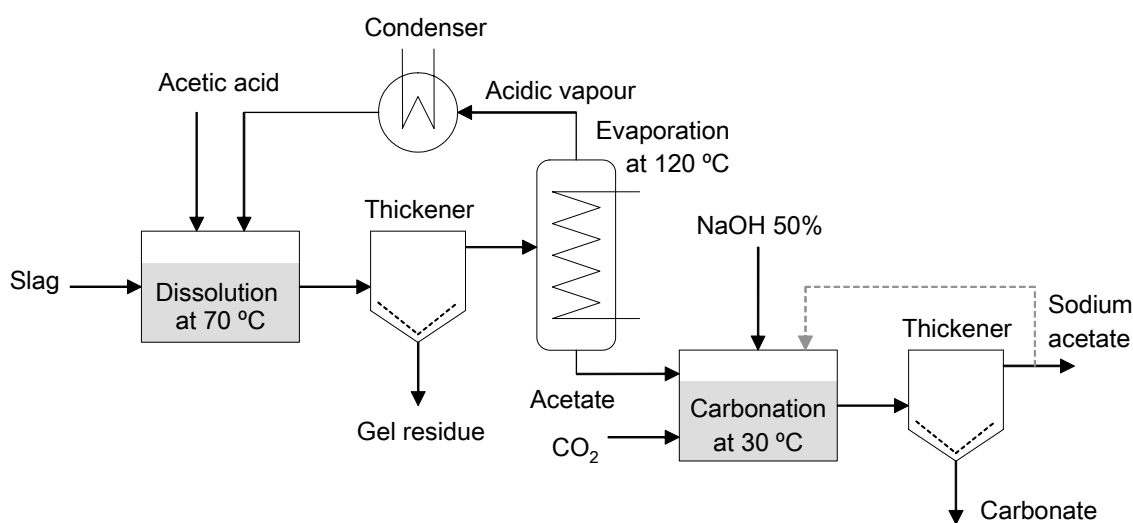 Condenser
Acetic acid
Acidic vapour
Evaporation
at 120 ºC
Thickener
NaOH 50%
Slag
Dissolution
at 70 ºC
Sodium
acetate
Thickener
Acetate
Carbonation
at 30 ºC
Gel residue
CO₂
Carbonate